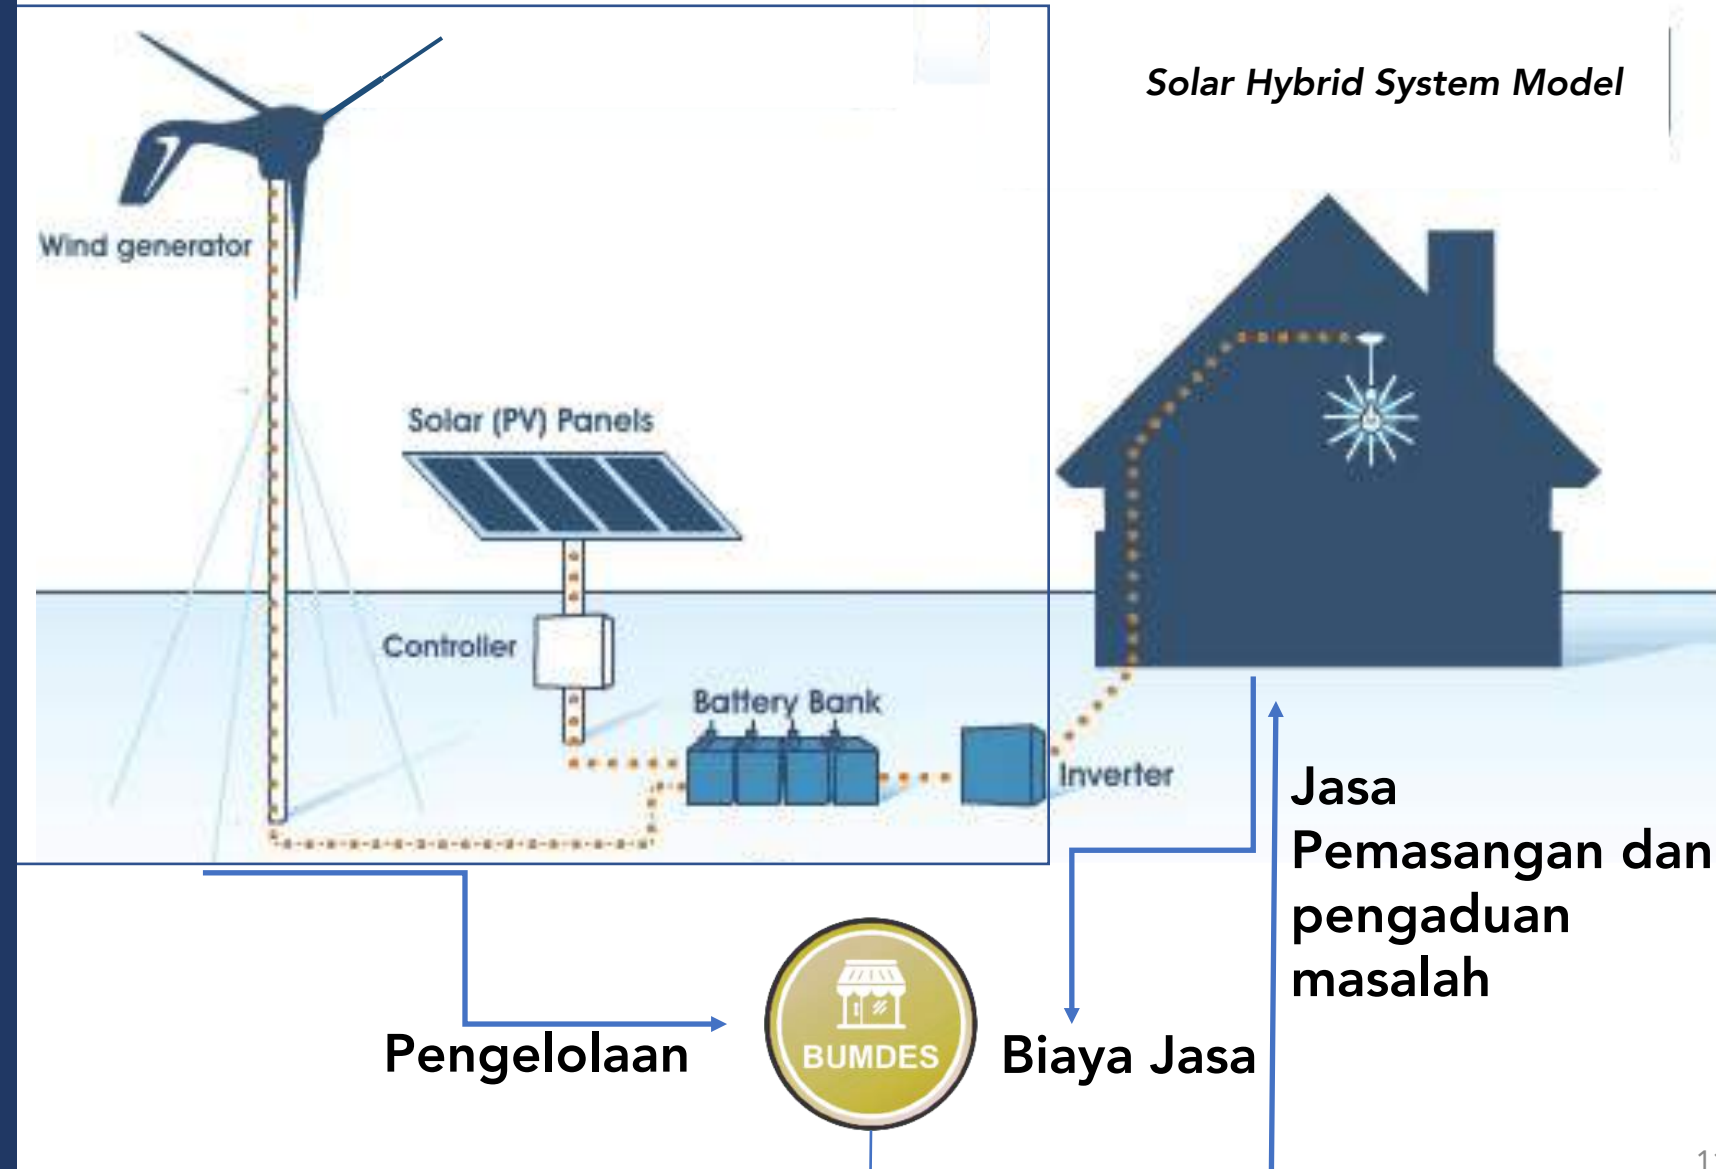 Solar Hybrid System Model
Wind generator
Solar (PV) Panels
Controller
Battery Bank
Inverter
Jasa
Pemasangan dan
pengaduan
masalah
Pengelolaan
BUMDES
Biaya Jasa